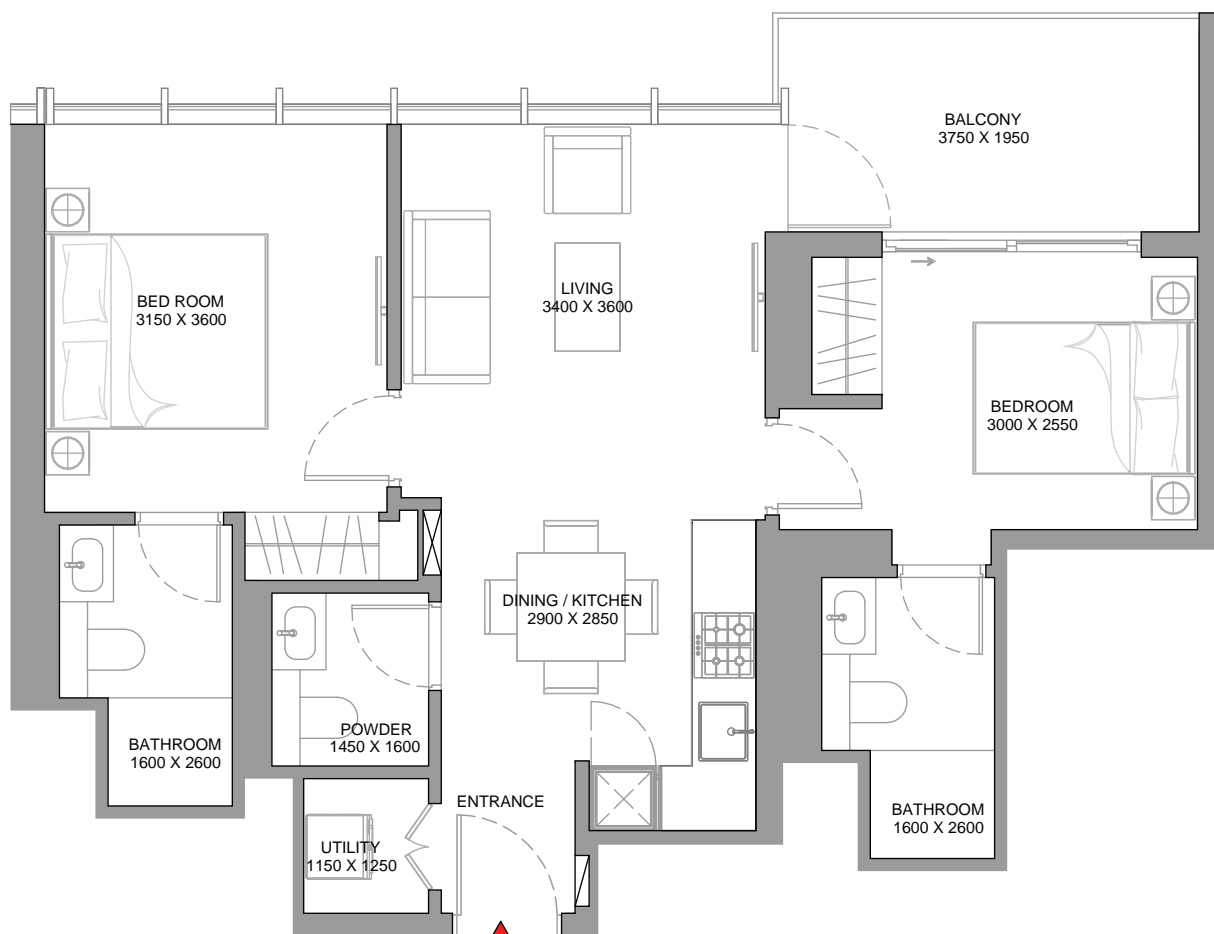 BALCONY
3750 X 1950
BED ROOM
3150 X 3600
LIVING
3400 X 3600
BEDROOM
3000 X 2550
DINING / KITCHEN
2900 X 2850
POWDER
1450 X 1600
BATHROOM
1600 X 2600
ENTRANCE
BATHROOM
1600 X 2600
UTILITY
1150 X 1250